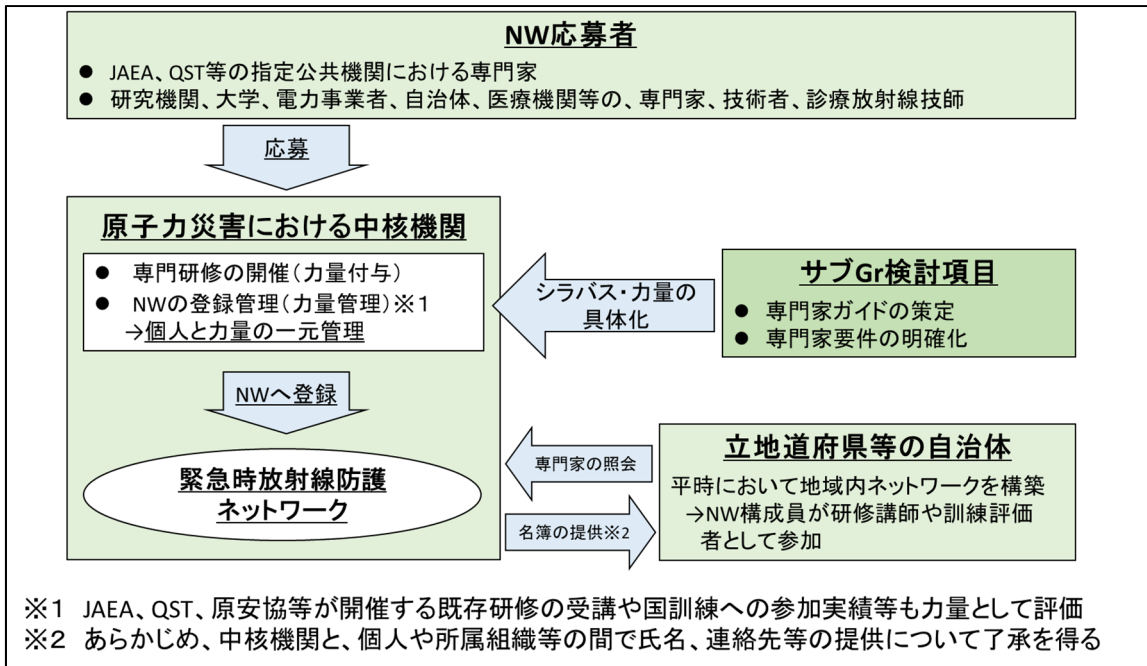 NW応募者
● JAEA、QST等の指定公共機関における専門家
● 研究機関、大学、電力事業者、自治体、医療機関等の、専門家、技術者、診療放射線技師
応募
原子力災害における中核機関
● 専門研修の開催(力量付与)
● NWの登録管理(力量管理)※1
→個人と力量の一元管理
シラバス・力量の
具体化
サブGr検討項目
● 専門家ガイドの策定
● 専門家要件の明確化
NWへ登録
緊急時放射線防護
ネットワーク
専門家の照会
名簿の提供※2
立地道府県等の自治体
平時において地域内ネットワークを構築
→NW構成員が研修講師や訓練評価
者として参加
※1 JAEA、QST、原安協等が開催する既存研修の受講や国訓練への参加実績等も力量として評価
※2 あらかじめ、中核機関と、個人や所属組織等の間で氏名、連絡先等の提供について了承を得る